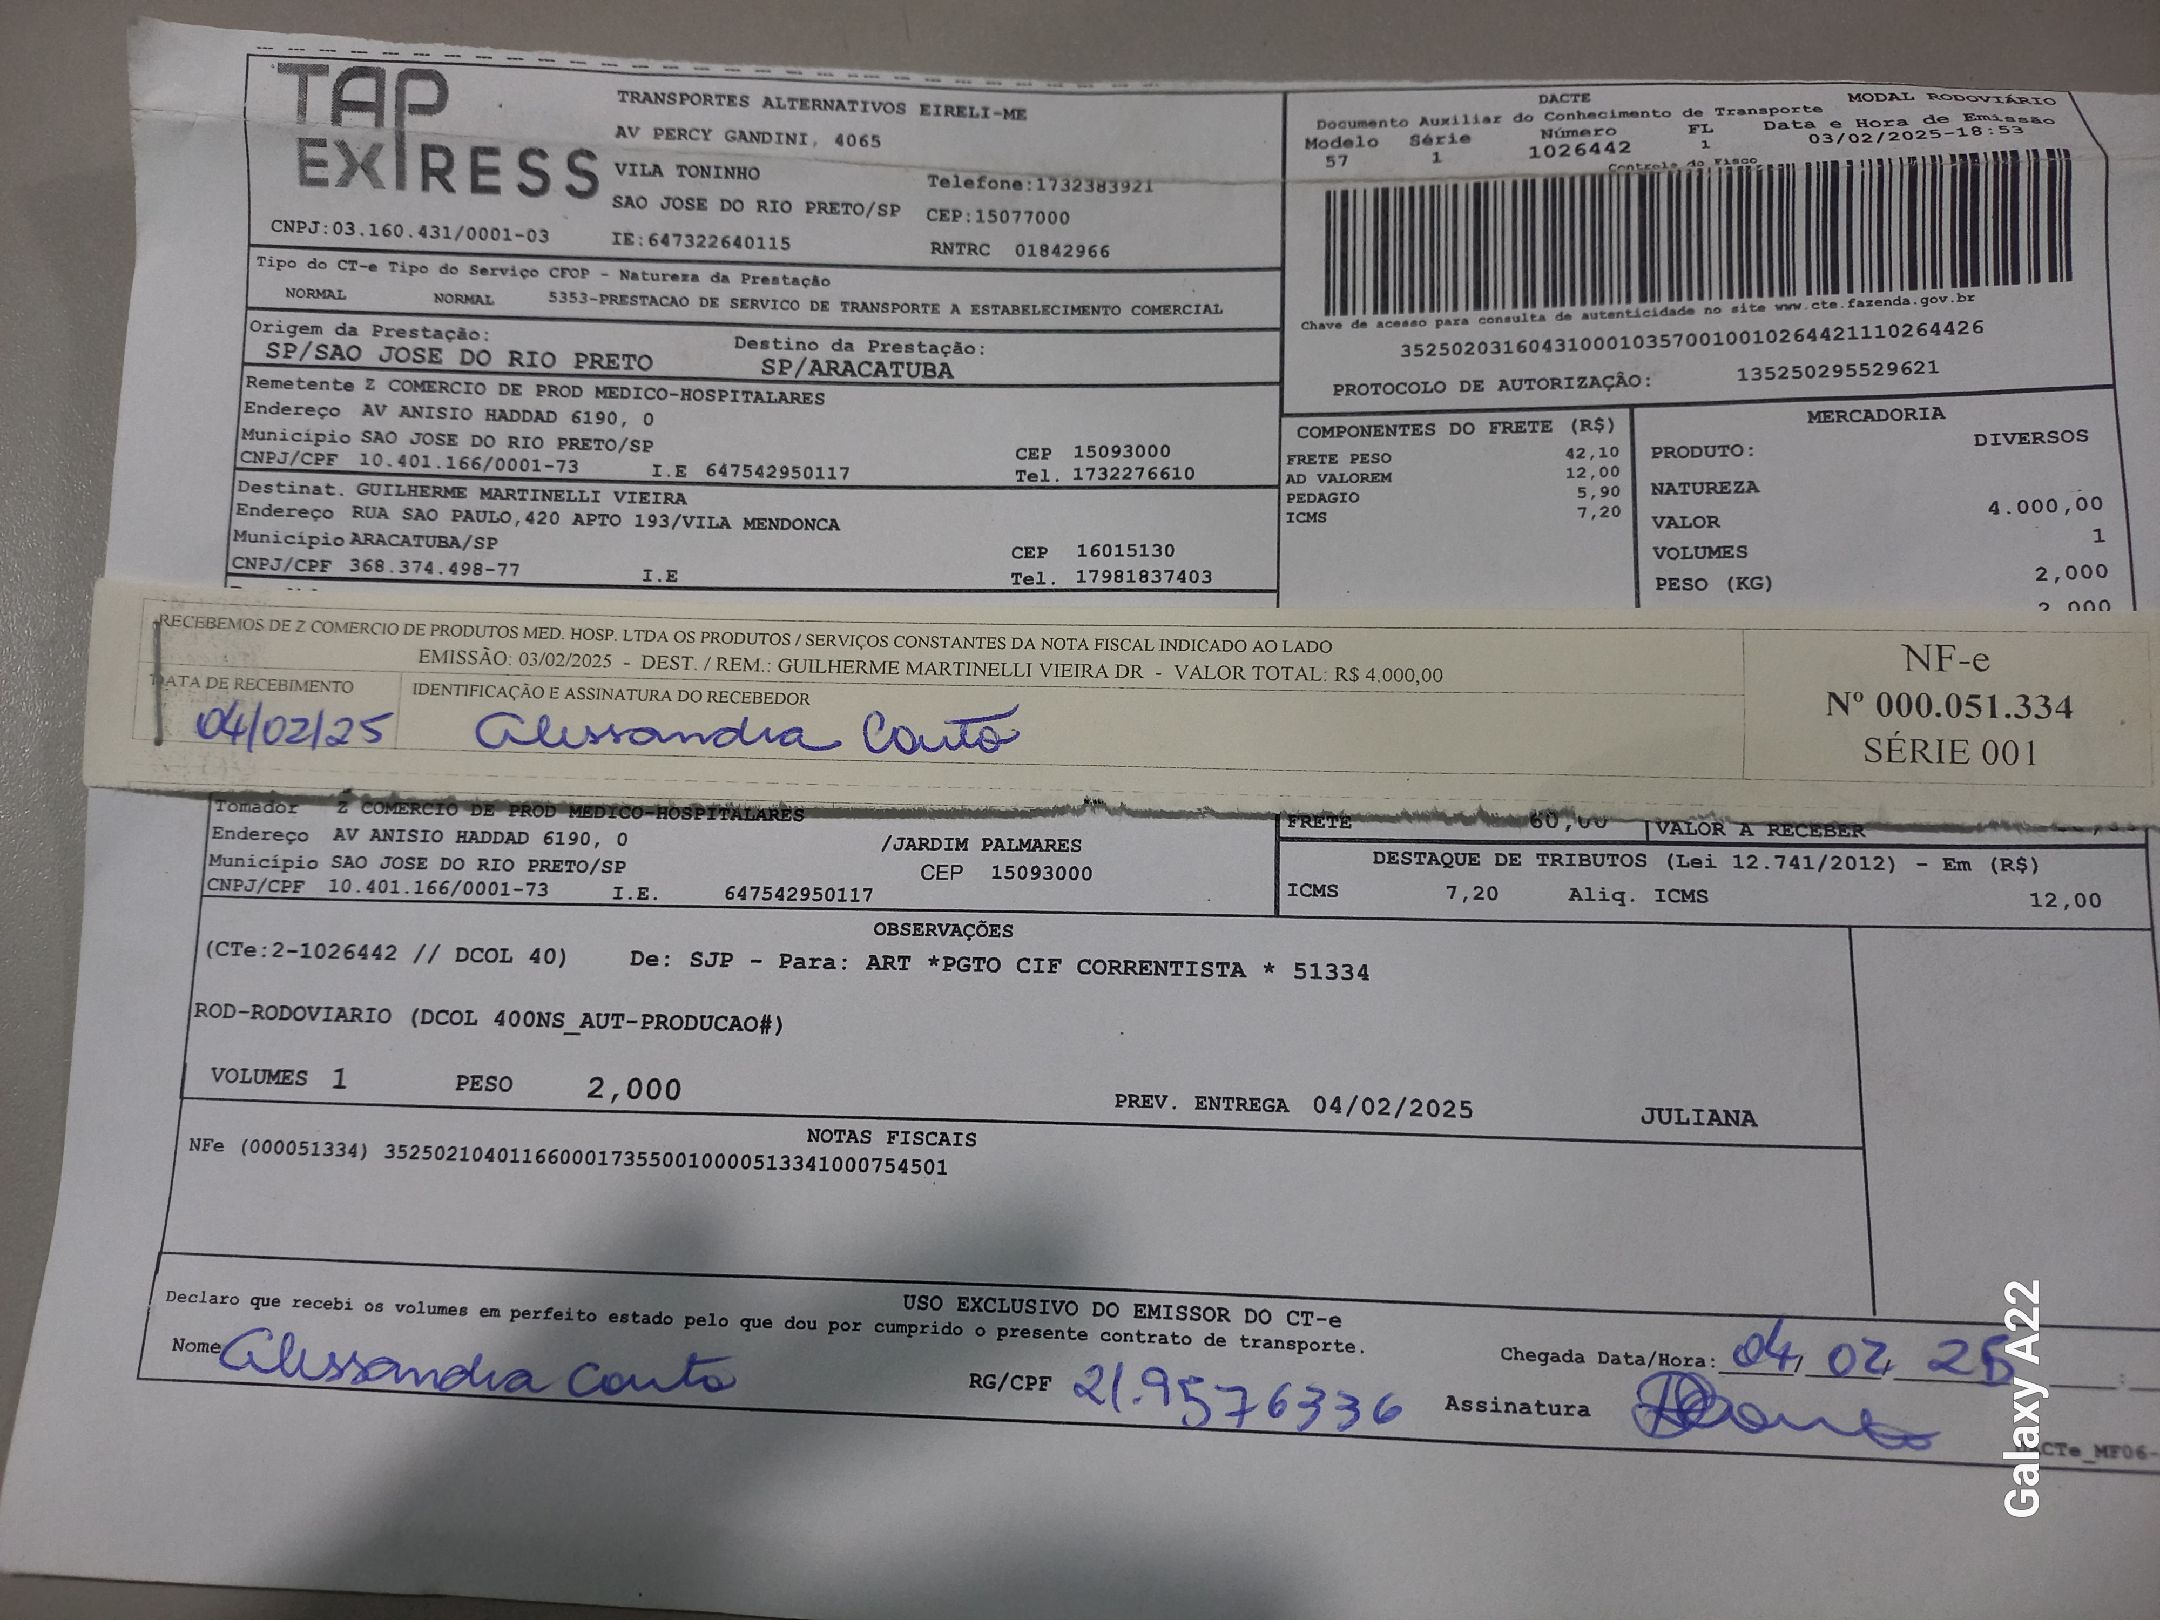 TAP EXPRESS
TRANSPORTES ALTERNATIVOS EIRELI-ME
AV PERCY GANDINI, 4065
VILA TONINHO
Telefone:1732383921
SAO JOSE DO RIO PRETO/SP CEP:15077000
CNPJ:03.160.431/0001-03 IE:647322640115 RNTRC 01842966
DACTE MODAL RODOVIÁRIO
Documento Auxiliar do Conhecimento de Transporte
Modelo Série Número FL Data e Hora de Emissão
57 1 1026442 1 03/02/2025-18:53
Controle do Fisco
Chave de acesso para consulta de autenticidade no site www.cte.fazenda.gov.br
35250203160431000103570010010264421110264426
PROTOCOLO DE AUTORIZAÇÃO: 135250295529621
Tipo do CT-e Tipo do Serviço CFOP - Natureza da Prestação
NORMAL NORMAL 5353-PRESTACAO DE SERVICO DE TRANSPORTE A ESTABELECIMENTO COMERCIAL
Origem da Prestação: Destino da Prestação:
SP/SAO JOSE DO RIO PRETO SP/ARACATUBA
Remetente Z COMERCIO DE PROD MEDICO-HOSPITALARES
Endereço AV ANISIO HADDAD 6190, 0
Município SAO JOSE DO RIO PRETO/SP CEP 15093000
CNPJ/CPF 10.401.166/0001-73 I.E 647542950117 Tel. 1732276610
Destinat. GUILHERME MARTINELLI VIEIRA
Endereço RUA SAO PAULO,420 APTO 193/VILA MENDONCA
Município ARACATUBA/SP CEP 16015130
CNPJ/CPF 368.374.498-77 I.E Tel. 17981837403
COMPONENTES DO FRETE (R$)
FRETE PESO 42,10
AD VALOREM 12,00
PEDAGIO 5,90
ICMS 7,20
MERCADORIA
PRODUTO: DIVERSOS
NATUREZA
VALOR 4.000,00
VOLUMES 1
PESO (KG) 2,000
2,000
RECEBEMOS DE Z COMERCIO DE PRODUTOS MED. HOSP. LTDA OS PRODUTOS / SERVIÇOS CONSTANTES DA NOTA FISCAL INDICADO AO LADO
EMISSÃO: 03/02/2025 - DEST. / REM.: GUILHERME MARTINELLI VIEIRA DR - VALOR TOTAL: R$ 4.000,00
DATA DE RECEBIMENTO IDENTIFICAÇÃO E ASSINATURA DO RECEBEDOR
04/02/25 Alessandra Couto
NF-e
Nº 000.051.334
SÉRIE 001
Tomador Z COMERCIO DE PROD MEDICO-HOSPITALARES
Endereço AV ANISIO HADDAD 6190, 0 /JARDIM PALMARES
Município SAO JOSE DO RIO PRETO/SP CEP 15093000
CNPJ/CPF 10.401.166/0001-73 I.E. 647542950117
FRETE 60,00 VALOR A RECEBER
DESTAQUE DE TRIBUTOS (Lei 12.741/2012) - Em (R$)
ICMS 7,20 Aliq. ICMS 12,00
OBSERVAÇÕES
(CTe:2-1026442 // DCOL 40) De: SJP - Para: ART *PGTO CIF CORRENTISTA * 51334
ROD-RODOVIARIO (DCOL 400NS_AUT-PRODUCAO#)
VOLUMES 1 PESO 2,000 PREV. ENTREGA 04/02/2025 JULIANA
NOTAS FISCAIS
NFe (000051334) 35250210401166000173550010000513341000754501
USO EXCLUSIVO DO EMISSOR DO CT-e
Declaro que recebi os volumes em perfeito estado pelo que dou por cumprido o presente contrato de transporte.
Nome Alessandra Couto RG/CPF 21.9576336 Chegada Data/Hora: 04/02/25
Assinatura
CTe_MF06-
Galaxy A22